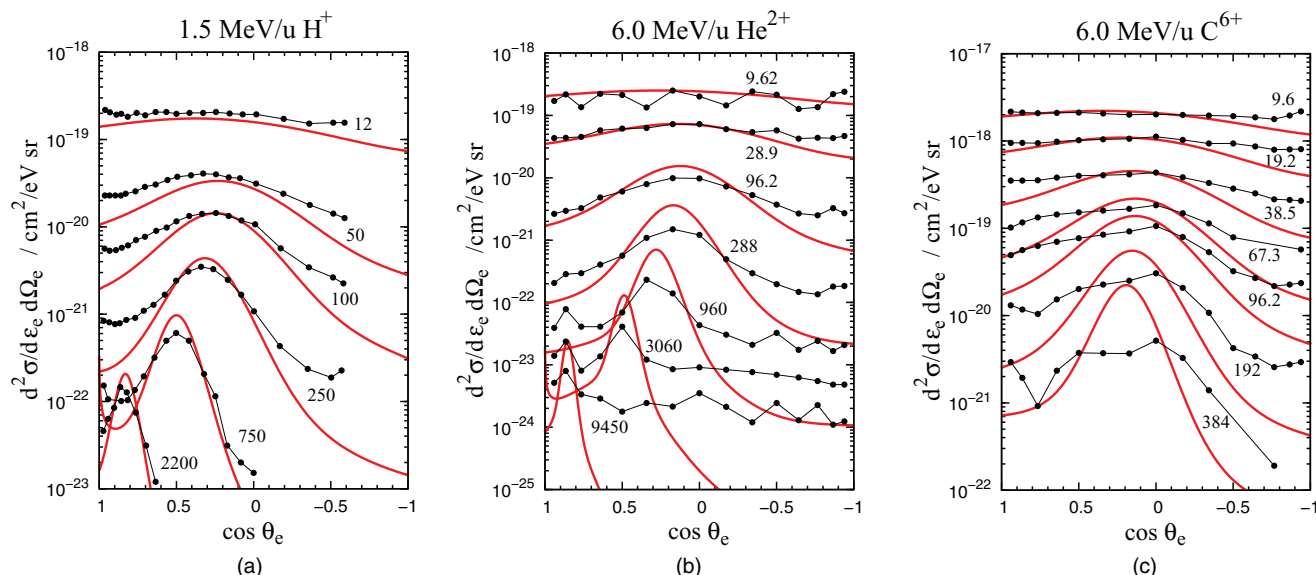 1.5 MeV/u H+
d²σ/dεₑ dΩₑ / cm²/eV sr
10⁻¹⁸
10⁻¹⁹
10⁻²⁰
10⁻²¹
10⁻²²
10⁻²³
12
50
100
250
750
2200
1 0.5 0 −0.5 −1
cos θₑ
(a)
6.0 MeV/u He²⁺
d²σ/dεₑ dΩₑ /cm²/eV sr
10⁻¹⁷
10⁻¹⁸
10⁻¹⁹
10⁻²⁰
10⁻²¹
10⁻²²
10⁻²³
10⁻²⁴
10⁻²⁵
9.62
28.9
96.2
288
960
3060
9450
1 0.5 0 −0.5 −1
cos θₑ
(b)
6.0 MeV/u C⁶⁺
d²σ/dεₑ dΩₑ / cm²/eV sr
10⁻¹⁷
10⁻¹⁸
10⁻¹⁹
10⁻²⁰
10⁻²¹
10⁻²²
9.6
19.2
38.5
67.3
96.2
192
384
1 0.5 0 −0.5 −1
cos θₑ
(c)